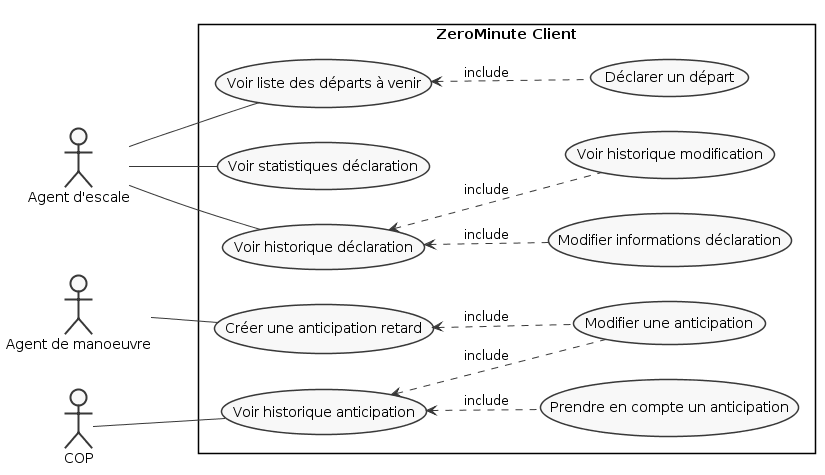 ZeroMinute Client
Voir liste des départs à venir
include
Déclarer un départ
Voir statistiques déclaration
Voir historique modification
Agent d'escale
include
Voir historique déclaration
include
Modifier informations déclaration
Agent de manoeuvre
Créer une anticipation retard
include
Modifier une anticipation
include
COP
Voir historique anticipation
include
Prendre en compte un anticipation